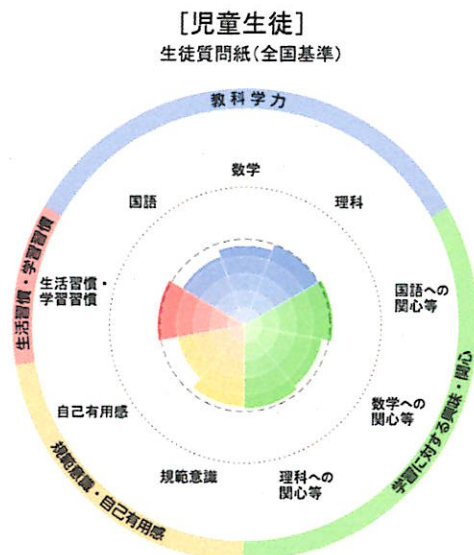 [児童生徒]
生徒質問紙(全国基準)
教科学力
数学
国語
理科
生活習慣・学習習慣
生活習慣・
学習習慣
国語への
関心等
自己有用感
数学への
関心等
規範意識
理科への
関心等
規範意識・自己有用感
学習に対する興味・関心